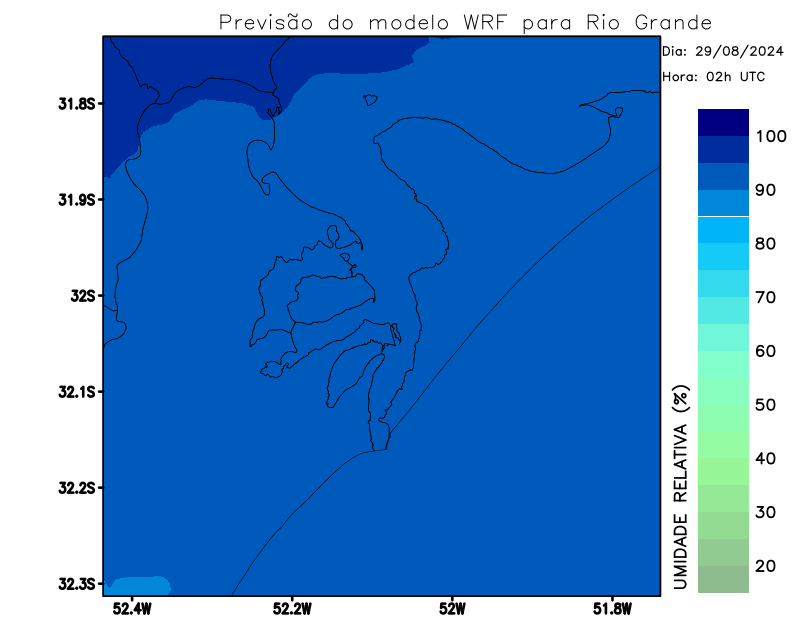 Previsão do modelo WRF para Rio Grande
Dia: 29/08/2024
Hora: 02h UTC
31.8S
31.9S
32S
32.1S
32.2S
32.3S
52.4W
52.2W
52W
51.8W
100
90
80
70
60
50
40
30
20
UMIDADE RELATIVA (%)